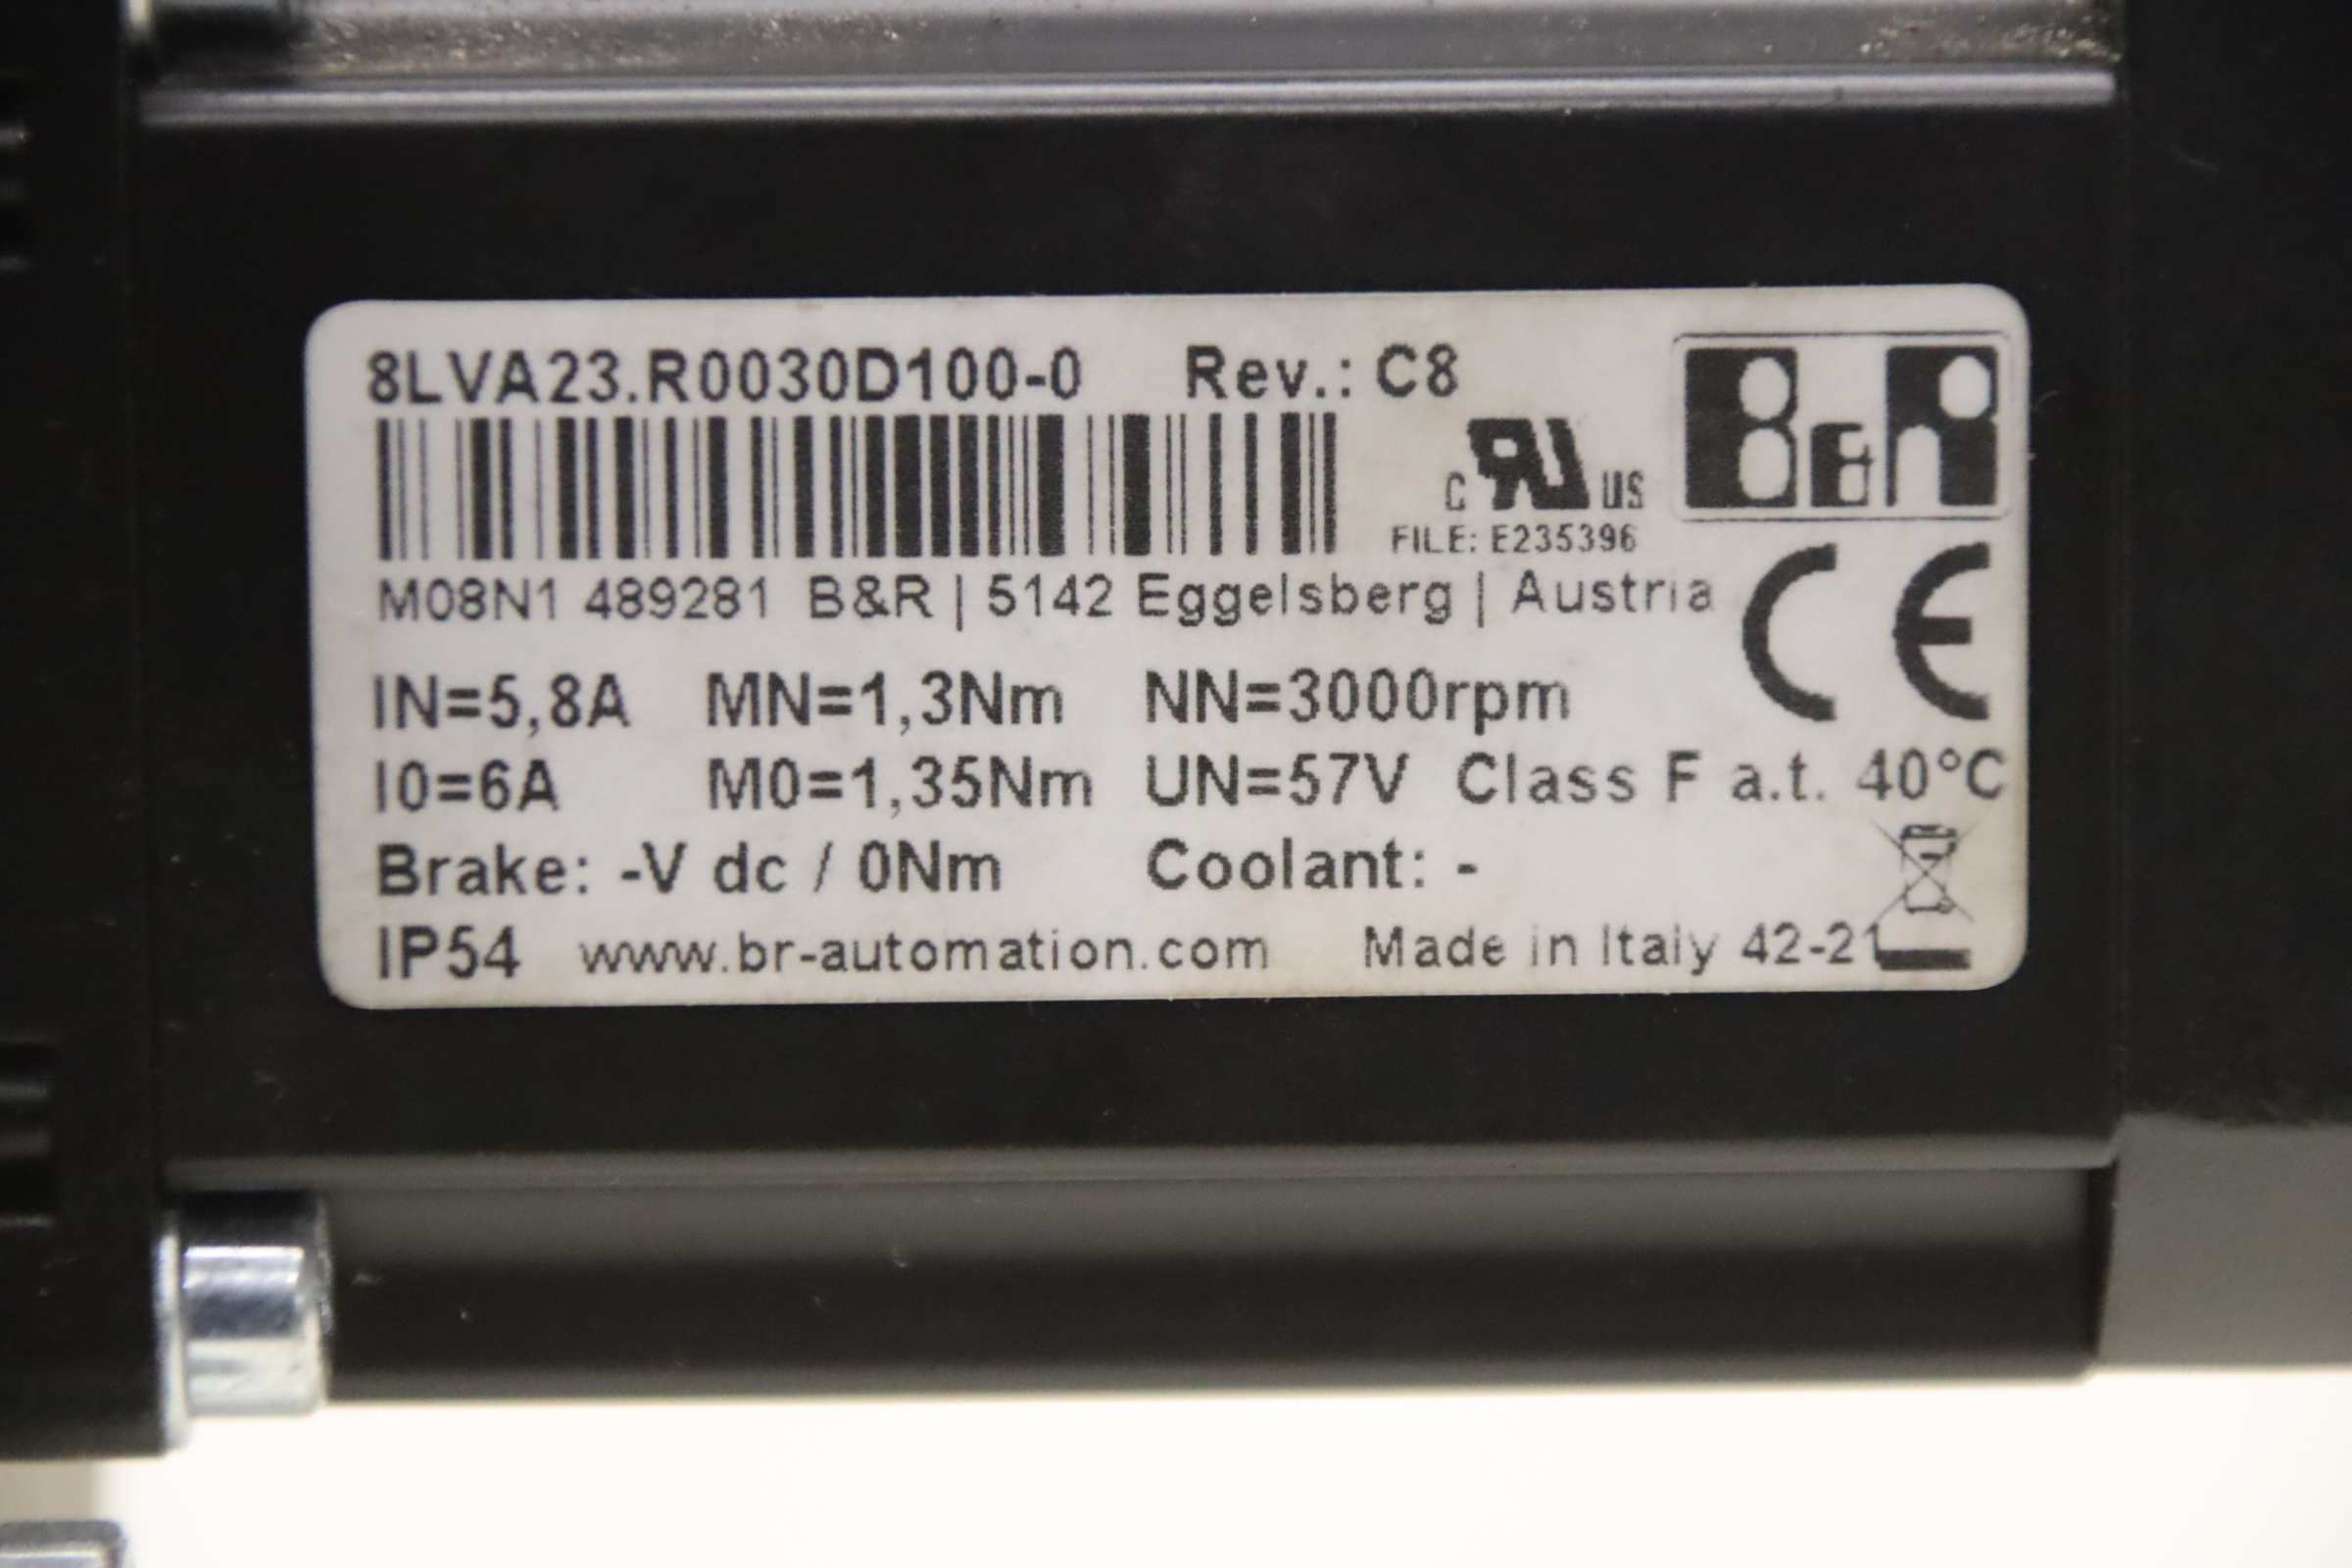 8LVA23.R0030D100-0 Rev.: C8
B&R
c RU US
FILE: E235396
M08N1 489281 B&R | 5142 Eggelsberg | Austria
CE
IN=5,8A MN=1,3Nm NN=3000rpm
I0=6A M0=1,35Nm UN=57V Class F a.t. 40°C
Brake: -V dc / 0Nm Coolant: -
IP54 www.br-automation.com Made in Italy 42-21